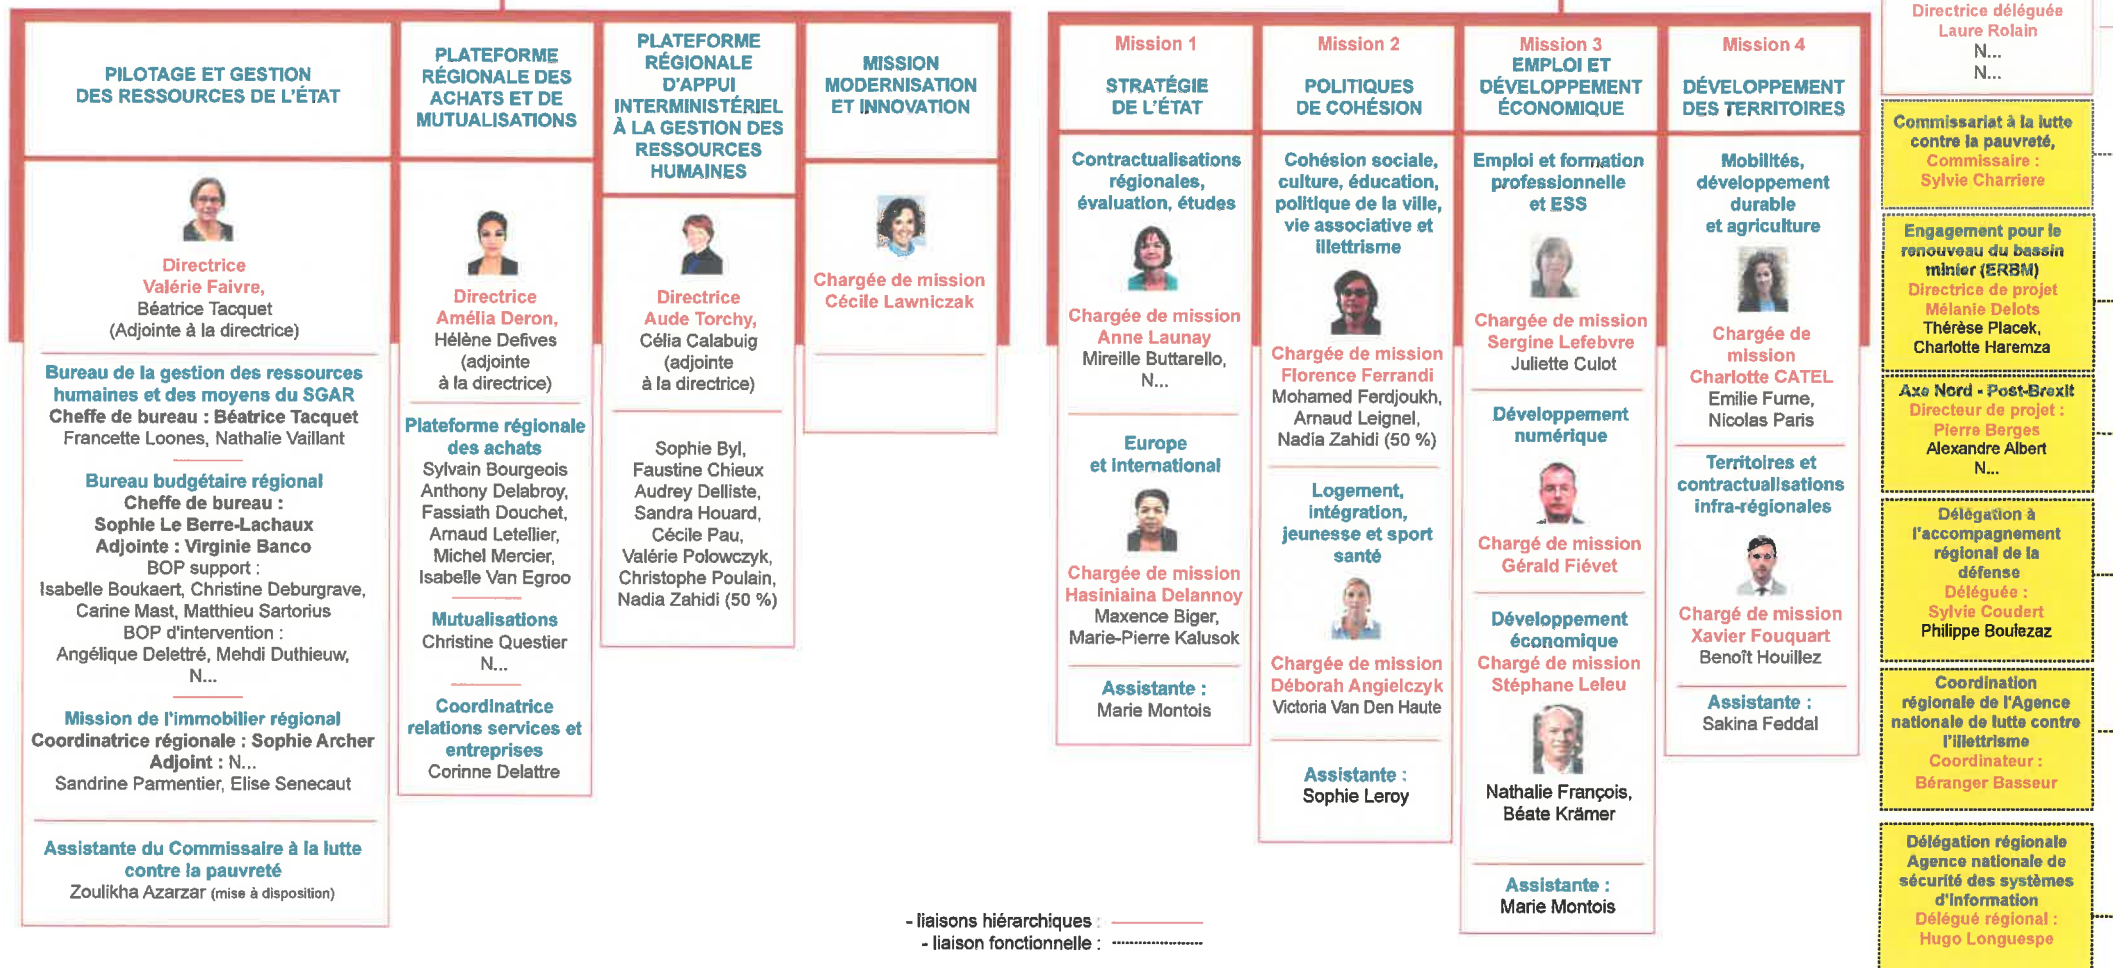 PILOTAGE ET GESTION
DES RESSOURCES DE L'ÉTAT
Directrice
Valérie Faivre,
Béatrice Tacquet
(Adjointe à la directrice)
Bureau de la gestion des ressources
humaines et des moyens du SGAR
Cheffe de bureau : Béatrice Tacquet
Francette Loones, Nathalie Vaillant
Bureau budgétaire régional
Cheffe de bureau :
Sophie Le Berre-Lachaux
Adjointe : Virginie Banco
BOP support :
Isabelle Boukaert, Christine Deburgrave,
Carine Mast, Matthieu Sartorius
BOP d'intervention :
Angélique Delettré, Mehdi Duthieuw,
N...
Mission de l'immobilier régional
Coordinatrice régionale : Sophie Archer
Adjoint : N...
Sandrine Parmentier, Elise Senecaut
Assistante du Commissaire à la lutte
contre la pauvreté
Zoulikha Azarzar (mise à disposition)
PLATEFORME
RÉGIONALE DES
ACHATS ET DE
MUTUALISATIONS
Directrice
Amélia Deron,
Hélène Defives
(adjointe
à la directrice)
Plateforme régionale
des achats
Sylvain Bourgeois
Anthony Delabroy,
Fassiath Douchet,
Arnaud Letellier,
Michel Mercier,
Isabelle Van Egroo
Mutualisations
Christine Questier
N...
Coordinatrice
relations services et
entreprises
Corinne Delattre
PLATEFORME
RÉGIONALE
D'APPUI
INTERMINISTÉRIEL
À LA GESTION DES
RESSOURCES
HUMAINES
Directrice
Aude Torchy,
Célia Calabuig
(adjointe
à la directrice)
Sophie Byl,
Faustine Chieux
Audrey Delliste,
Sandra Houard,
Cécile Pau,
Valérie Polowczyk,
Christophe Poulain,
Nadia Zahidi (50 %)
MISSION
MODERNISATION
ET INNOVATION
Chargée de mission
Cécile Lawniczak
Mission 1
STRATÉGIE
DE L'ÉTAT
Contractualisations
régionales,
évaluation, études
Chargée de mission
Anne Launay
Mireille Buttarello,
N...
Europe
et international
Chargée de mission
Hasiniaina Delannoy
Maxence Biger,
Marie-Pierre Kalusok
Assistante :
Marie Montois
Mission 2
POLITIQUES
DE COHÉSION
Cohésion sociale,
culture, éducation,
politique de la ville,
vie associative et
illettrisme
Chargée de mission
Florence Ferrandi
Mohamed Ferdjoukh,
Arnaud Leignel,
Nadia Zahidi (50 %)
Logement,
intégration,
jeunesse et sport
santé
Chargée de mission
Déborah Angielczyk
Victoria Van Den Haute
Assistante :
Sophie Leroy
Mission 3
EMPLOI ET
DÉVELOPPEMENT
ÉCONOMIQUE
Emploi et formation
professionnelle
et ESS
Chargée de mission
Sergine Lefebvre
Juliette Culot
Développement
numérique
Chargé de mission
Gérald Fiévet
Développement
économique
Chargé de mission
Stéphane Leleu
Nathalie François,
Béate Krämer
Assistante :
Marie Montois
Mission 4
DÉVELOPPEMENT
DES TERRITOIRES
Mobilités,
développement
durable
et agriculture
Chargée de
mission
Charlotte CATEL
Emilie Fume,
Nicolas Paris
Territoires et
contractualisations
infra-régionales
Chargé de mission
Xavier Fouquart
Benoît Houillez
Assistante :
Sakina Feddal
Directrice déléguée
Laure Rolain
N...
N...
Commissariat à la lutte
contre la pauvreté,
Commissaire :
Sylvie Charriere
Engagement pour le
renouveau du bassin
minier (ERBM)
Directrice de projet
Mélanie Delots
Thérèse Placek,
Charlotte Haremza
Axe Nord - Post-Brexit
Directeur de projet :
Pierre Berges
Alexandre Albert
N...
Délégation à
l'accompagnement
régional de la
défense
Déléguée :
Sylvie Coudert
Philippe Boulezaz
Coordination
régionale de l'Agence
nationale de lutte contre
l'illettrisme
Coordinateur :
Béranger Basseur
Délégation régionale
Agence nationale de
sécurité des systèmes
d'information
Délégué régional :
Hugo Longuespe
- liaisons hiérarchiques :
- liaison fonctionnelle :